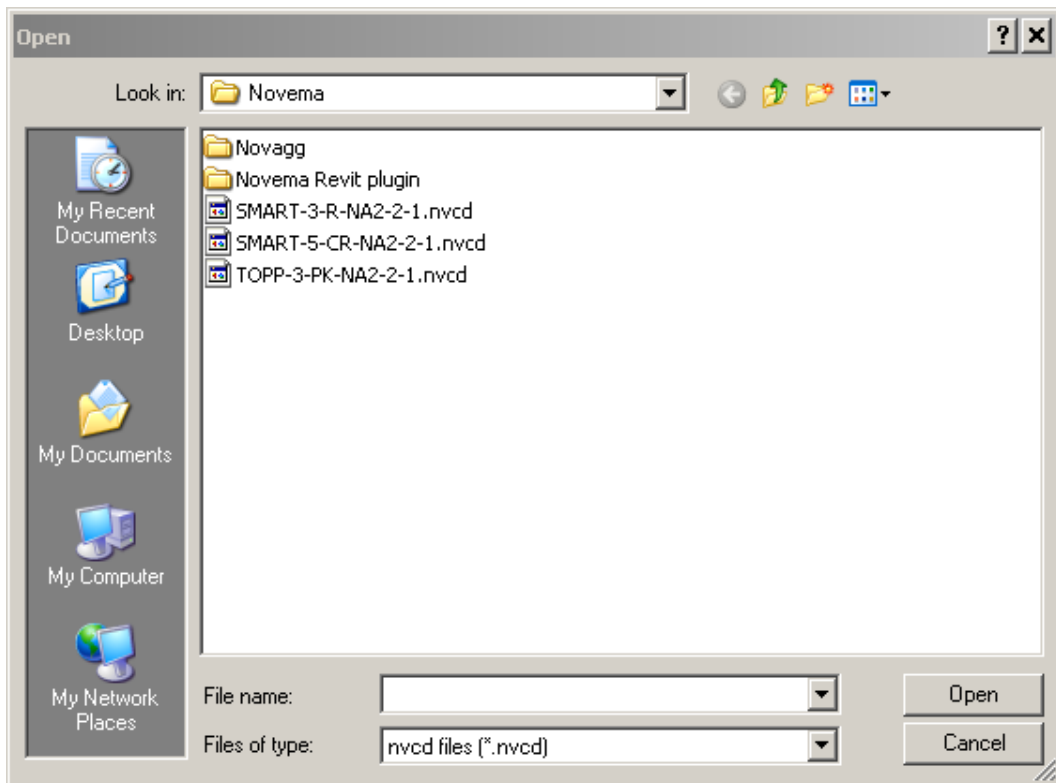 Open
Look in: Novema
My Recent
Documents
Desktop
My Documents
My Computer
My Network
Places
Novagg
Novema Revit plugin
SMART-3-R-NA2-2-1.nvcd
SMART-5-CR-NA2-2-1.nvcd
TOPP-3-PK-NA2-2-1.nvcd
File name: Open
Files of type: nvcd files (*.nvcd) Cancel